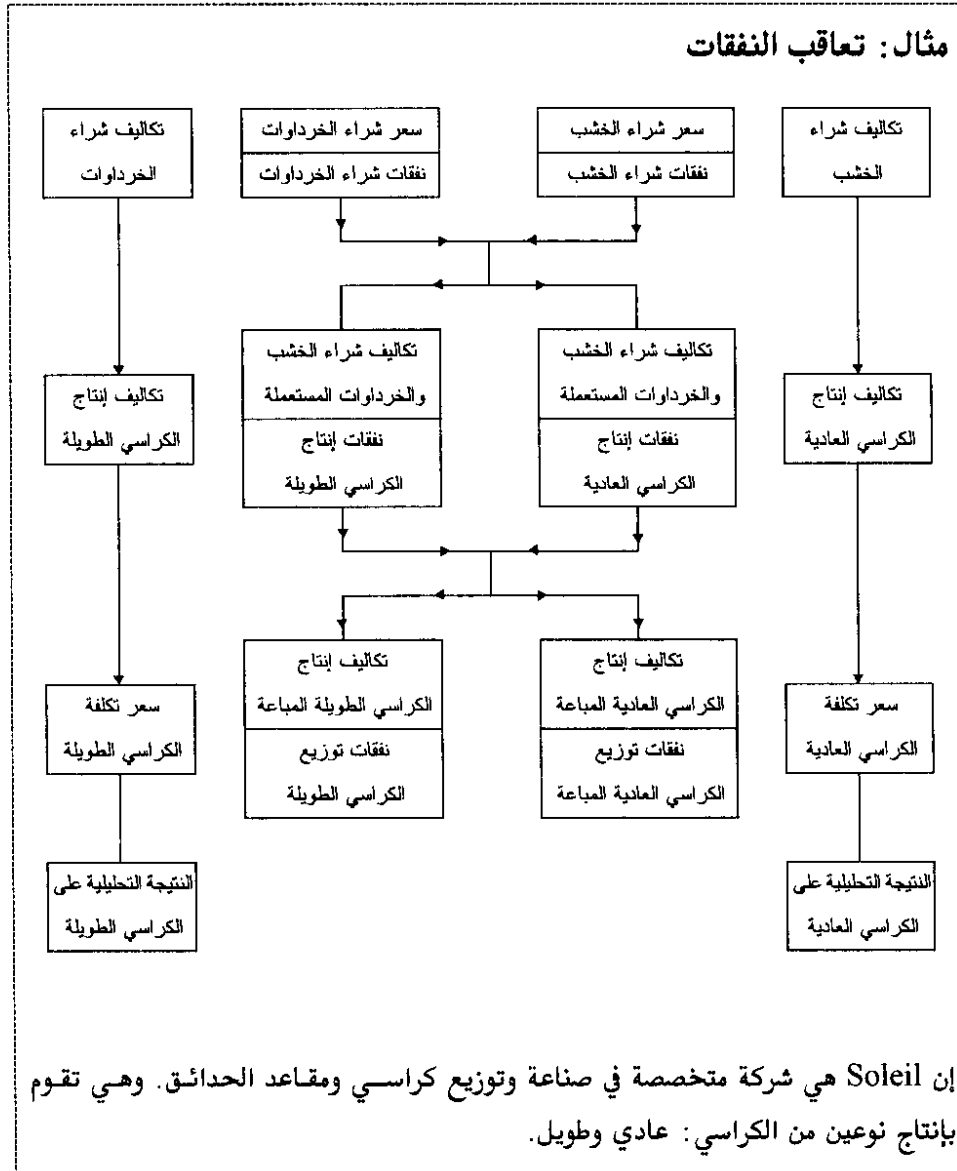 مثال: تعاقب النفقات
تكاليف شراء
الخشب
سعر شراء الخشب
نفقات شراء الخشب
سعر شراء الخرداوات
نفقات شراء الخرداوات
تكاليف شراء
الخرداوات
تكاليف إنتاج
الكراسي العادية
تكاليف شراء الخشب
والخرداوات المستعملة
نفقات إنتاج
الكراسي العادية
تكاليف شراء الخشب
والخرداوات المستعملة
نفقات إنتاج
الكراسي الطويلة
تكاليف إنتاج
الكراسي الطويلة
سعر تكلفة
الكراسي العادية
تكاليف إنتاج
الكراسي العادية المباعة
نفقات توزيع
الكراسي العادية المباعة
تكاليف إنتاج
الكراسي الطويلة المباعة
نفقات توزيع
الكراسي الطويلة
سعر تكلفة
الكراسي الطويلة
النتيجة التحليلية على
الكراسي العادية
النتيجة التحليلية على
الكراسي الطويلة
إن Soleil هي شركة متخصصة في صناعة وتوزيع كراسي ومقاعد الحدائق. وهي تقوم
بإنتاج نوعين من الكراسي: عادي وطويل.